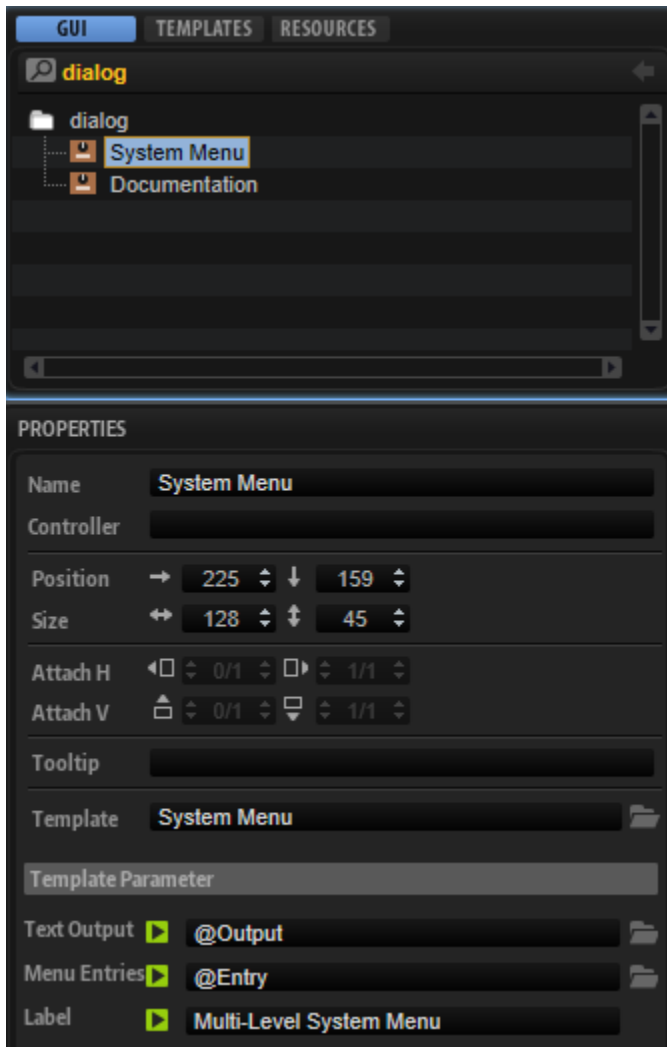 GUI TEMPLATES RESOURCES
dialog
dialog
System Menu
Documentation
PROPERTIES
Name System Menu
Controller
Position 225 159
Size 128 45
Attach H 0/1 1/1
Attach V 0/1 1/1
Tooltip
Template System Menu
Template Parameter
Text Output @Output
Menu Entries @Entry
Label Multi-Level System Menu